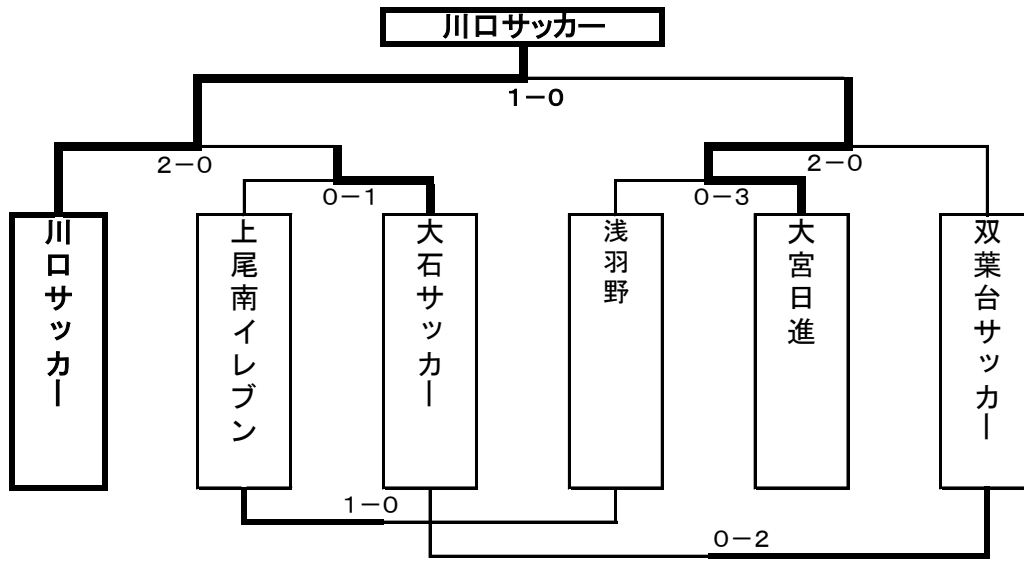 川口サッカー
1－0
2－0
2－0
0－1
0－3
川口サッカー
上尾南イレブン
大石サッカー
浅羽野
大宮日進
双葉台サッカー
1－0
0－2